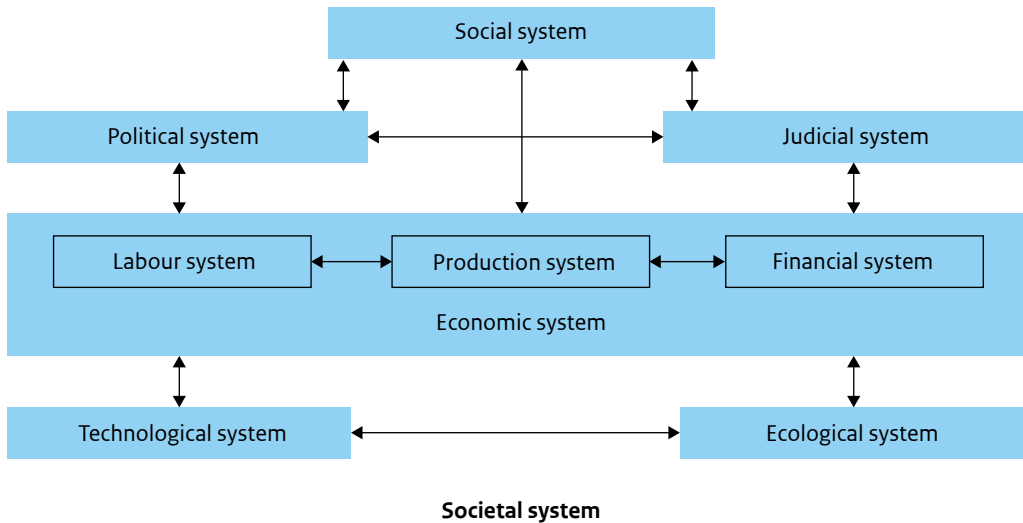 Social system
Political system
Judicial system
Labour system
Production system
Financial system
Economic system
Technological system
Ecological system
Societal system